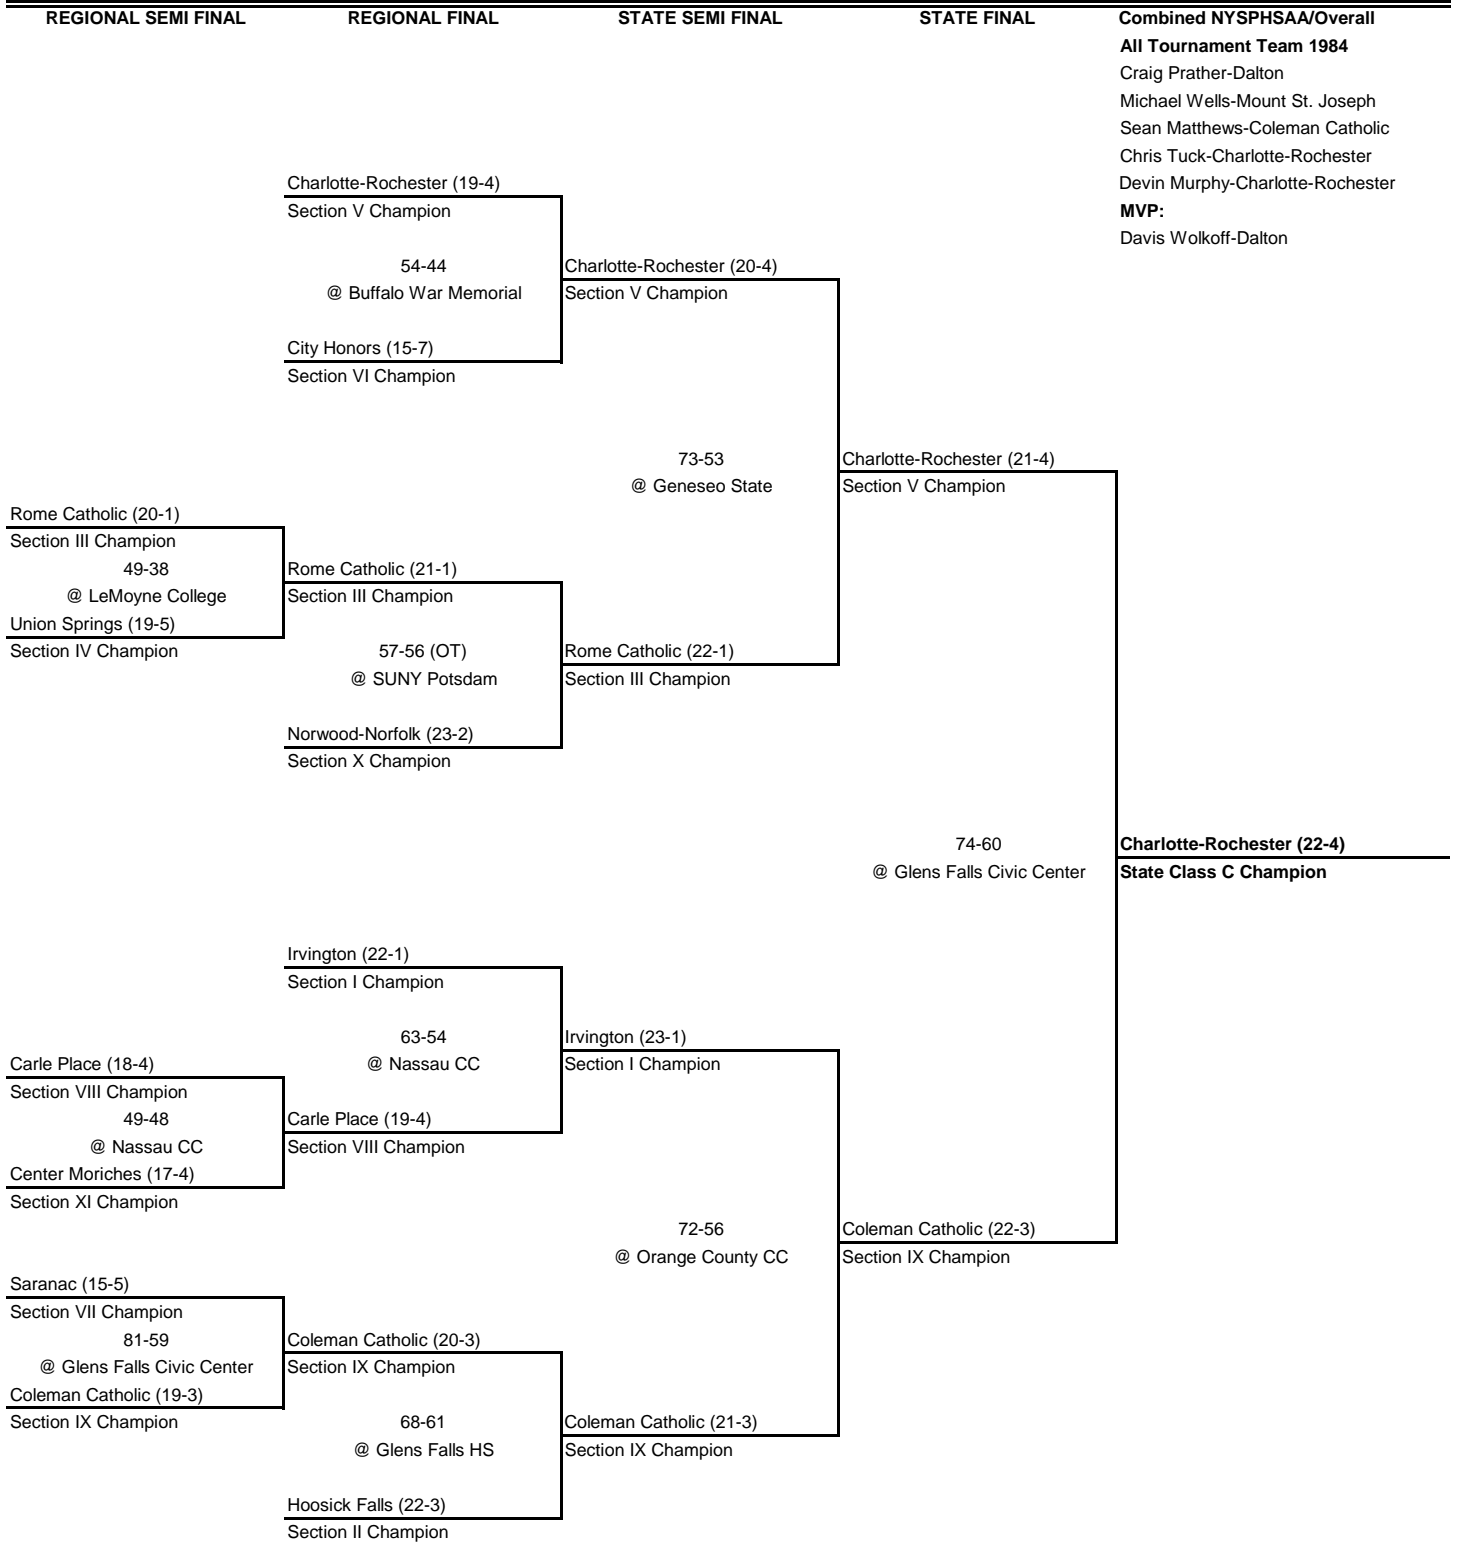 REGIONAL SEMI FINAL REGIONAL FINAL STATE SEMI FINAL STATE FINAL Combined NYSPHSAA/Overall
All Tournament Team 1984
Craig Prather-Dalton
Michael Wells-Mount St. Joseph
Sean Matthews-Coleman Catholic
Chris Tuck-Charlotte-Rochester
Charlotte-Rochester (19-4) Devin Murphy-Charlotte-Rochester
Section V Champion MVP:
Davis Wolkoff-Dalton
54-44 Charlotte-Rochester (20-4)
@ Buffalo War Memorial Section V Champion
City Honors (15-7)
Section VI Champion
73-53 Charlotte-Rochester (21-4)
@ Geneseo State Section V Champion
Rome Catholic (20-1)
Section III Champion
49-38 Rome Catholic (21-1)
@ LeMoyne College Section III Champion
Union Springs (19-5)
Section IV Champion 57-56 (OT) Rome Catholic (22-1)
@ SUNY Potsdam Section III Champion
Norwood-Norfolk (23-2)
Section X Champion
74-60 Charlotte-Rochester (22-4)
@ Glens Falls Civic Center State Class C Champion
Irvington (22-1)
Section I Champion
63-54 Irvington (23-1)
Carle Place (18-4) @ Nassau CC Section I Champion
Section VIII Champion
49-48 Carle Place (19-4)
@ Nassau CC Section VIII Champion
Center Moriches (17-4)
Section XI Champion
72-56 Coleman Catholic (22-3)
@ Orange County CC Section IX Champion
Saranac (15-5)
Section VII Champion
81-59 Coleman Catholic (20-3)
@ Glens Falls Civic Center Section IX Champion
Coleman Catholic (19-3)
Section IX Champion 68-61 Coleman Catholic (21-3)
@ Glens Falls HS Section IX Champion
Hoosick Falls (22-3)
Section II Champion